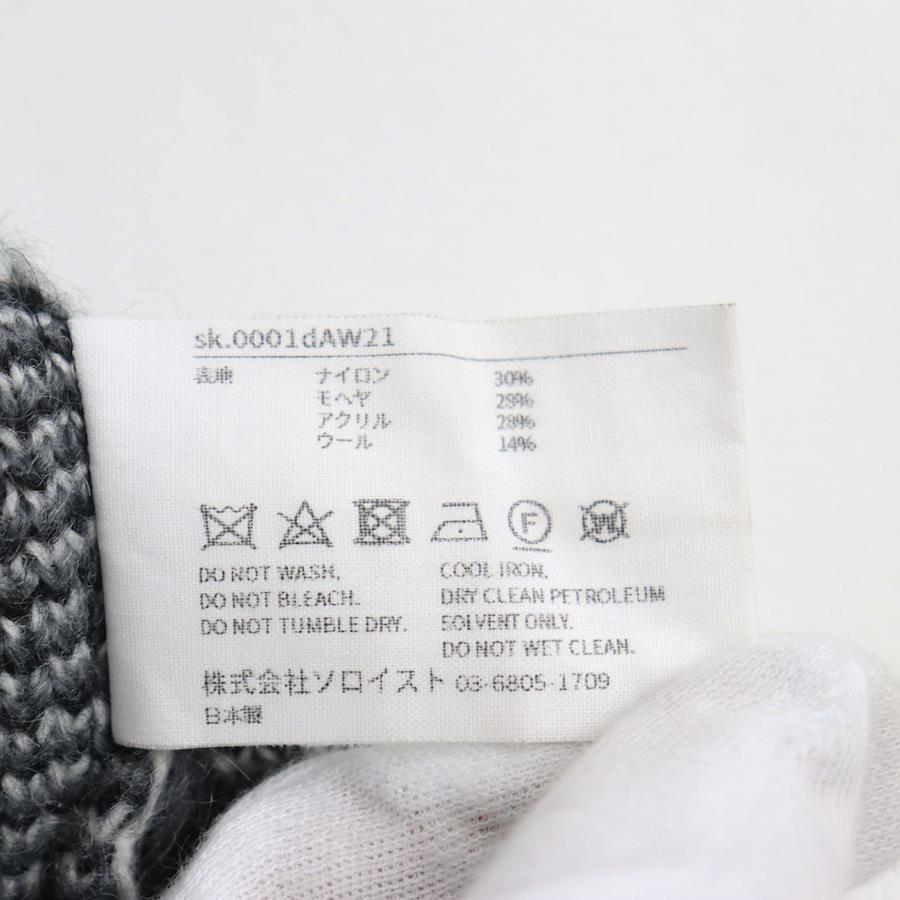 sk.0001dAW21
表地 ナイロン 30%
モヘヤ 28%
アクリル 28%
ウール 14%
F W
DO NOT WASH.
DO NOT BLEACH.
DO NOT TUMBLE DRY.
COOL IRON.
DRY CLEAN PETROLEUM
SOLVENT ONLY.
DO NOT WET CLEAN.
株式会社ソロイスト 03-6805-1709
日本製